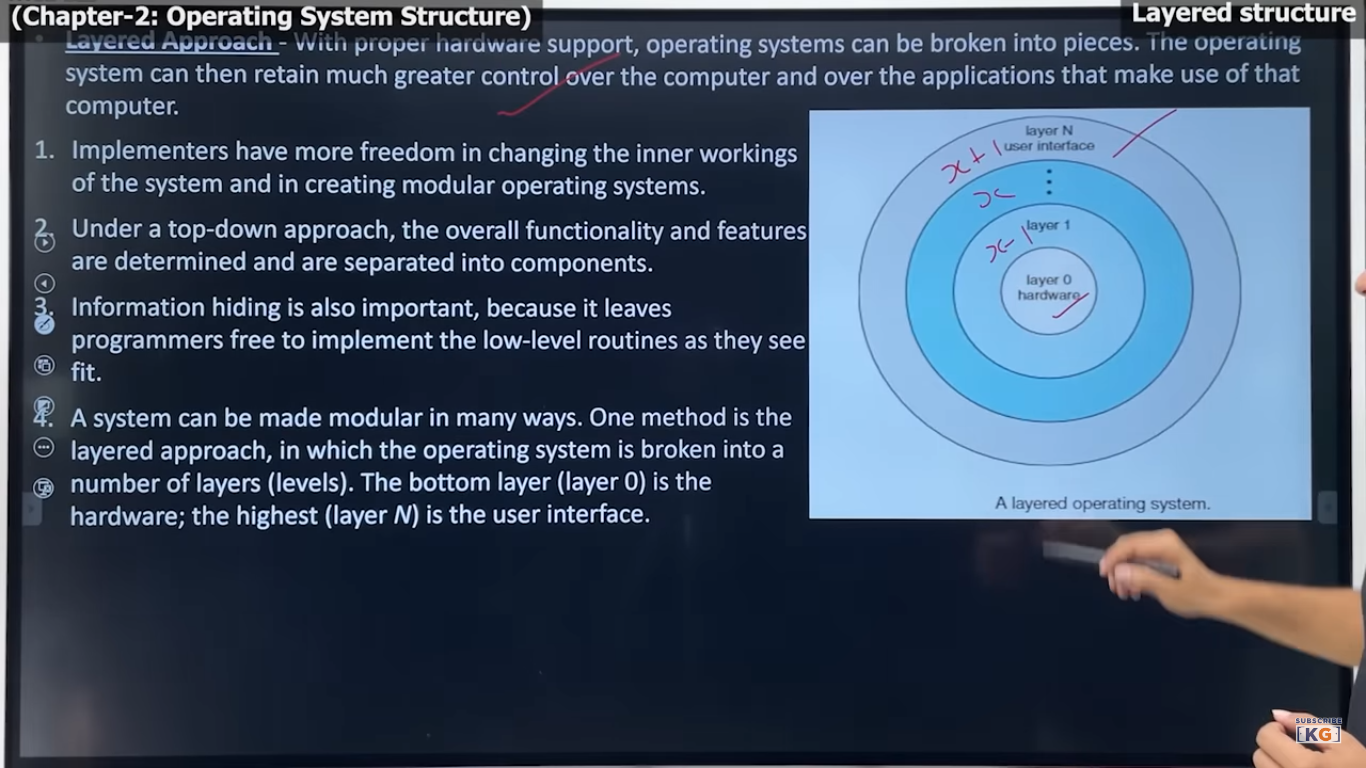 (Chapter-2: Operating System Structure)
Layered structure
• Layered Approach - With proper hardware support, operating systems can be broken into pieces. The operating
system can then retain much greater control over the computer and over the applications that make use of that
computer.
1. Implementers have more freedom in changing the inner workings
of the system and in creating modular operating systems.
2. Under a top-down approach, the overall functionality and features
are determined and are separated into components.
3. Information hiding is also important, because it leaves
programmers free to implement the low-level routines as they see
fit.
4. A system can be made modular in many ways. One method is the
layered approach, in which the operating system is broken into a
number of layers (levels). The bottom layer (layer 0) is the
hardware; the highest (layer N) is the user interface.
layer N
user interface
x+1
x
layer 1
x-1
layer 0
hardware
A layered operating system.
SUBSCRIBE
[KG]